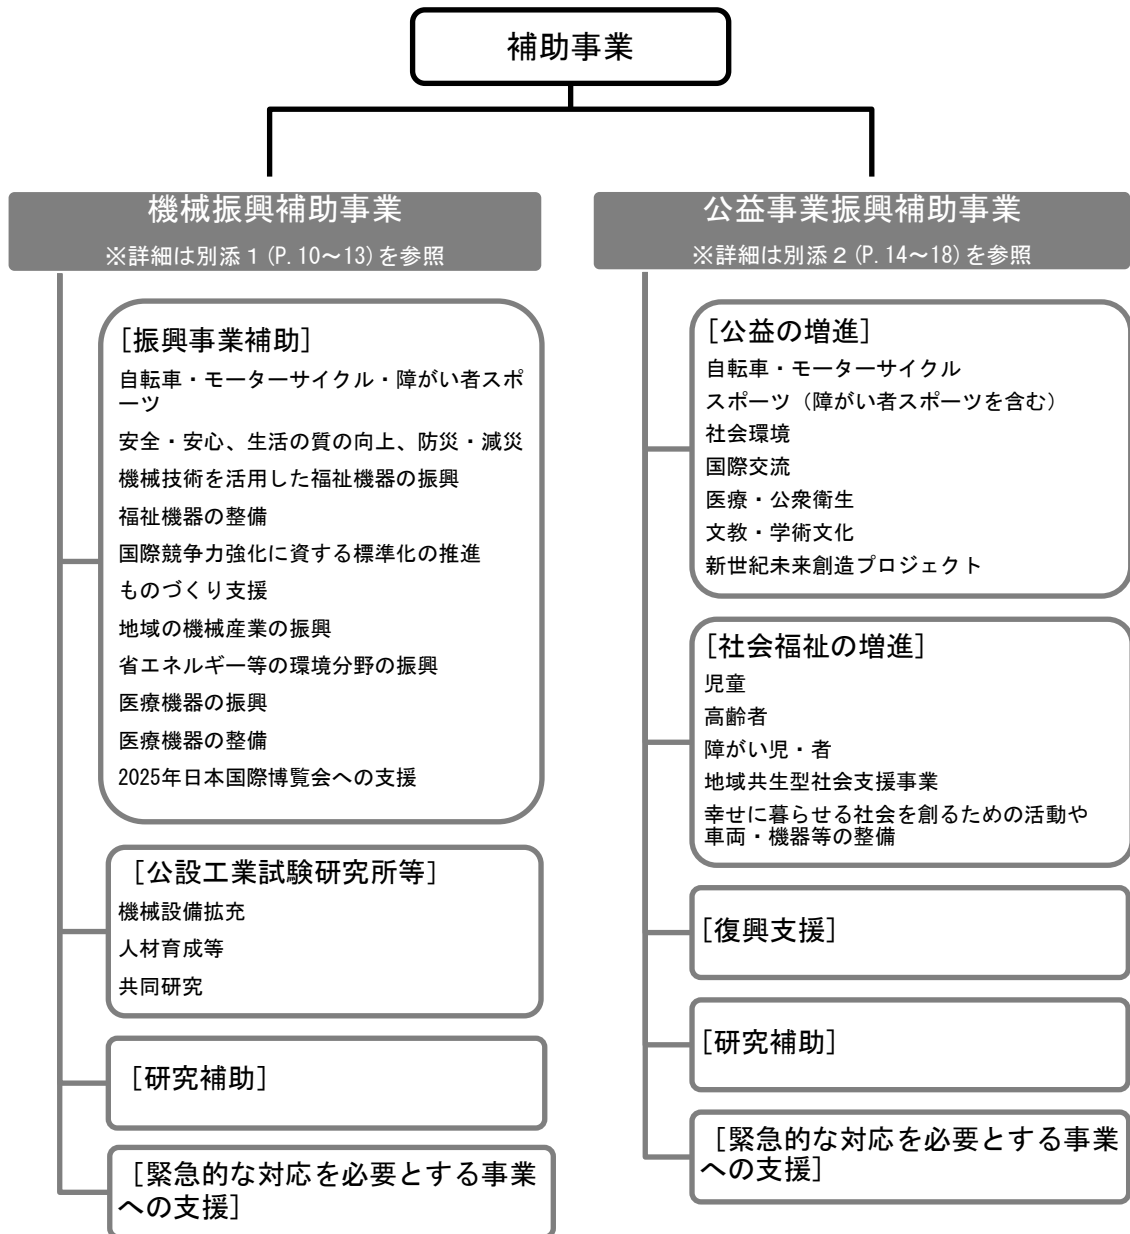 補助事業
機械振興補助事業
※詳細は別添１(P.10～13)を参照
[振興事業補助]
自転車・モーターサイクル・障がい者スポ
ーツ
安全・安心、生活の質の向上、防災・減災
機械技術を活用した福祉機器の振興
福祉機器の整備
国際競争力強化に資する標準化の推進
ものづくり支援
地域の機械産業の振興
省エネルギー等の環境分野の振興
医療機器の振興
医療機器の整備
2025年日本国際博覧会への支援
[公設工業試験研究所等]
機械設備拡充
人材育成等
共同研究
[研究補助]
[緊急的な対応を必要とする事業
への支援]
公益事業振興補助事業
※詳細は別添２(P.14～18)を参照
[公益の増進]
自転車・モーターサイクル
スポーツ（障がい者スポーツを含む）
社会環境
国際交流
医療・公衆衛生
文教・学術文化
新世紀未来創造プロジェクト
[社会福祉の増進]
児童
高齢者
障がい児・者
地域共生型社会支援事業
幸せに暮らせる社会を創るための活動や
車両・機器等の整備
[復興支援]
[研究補助]
[緊急的な対応を必要とする事業
への支援]